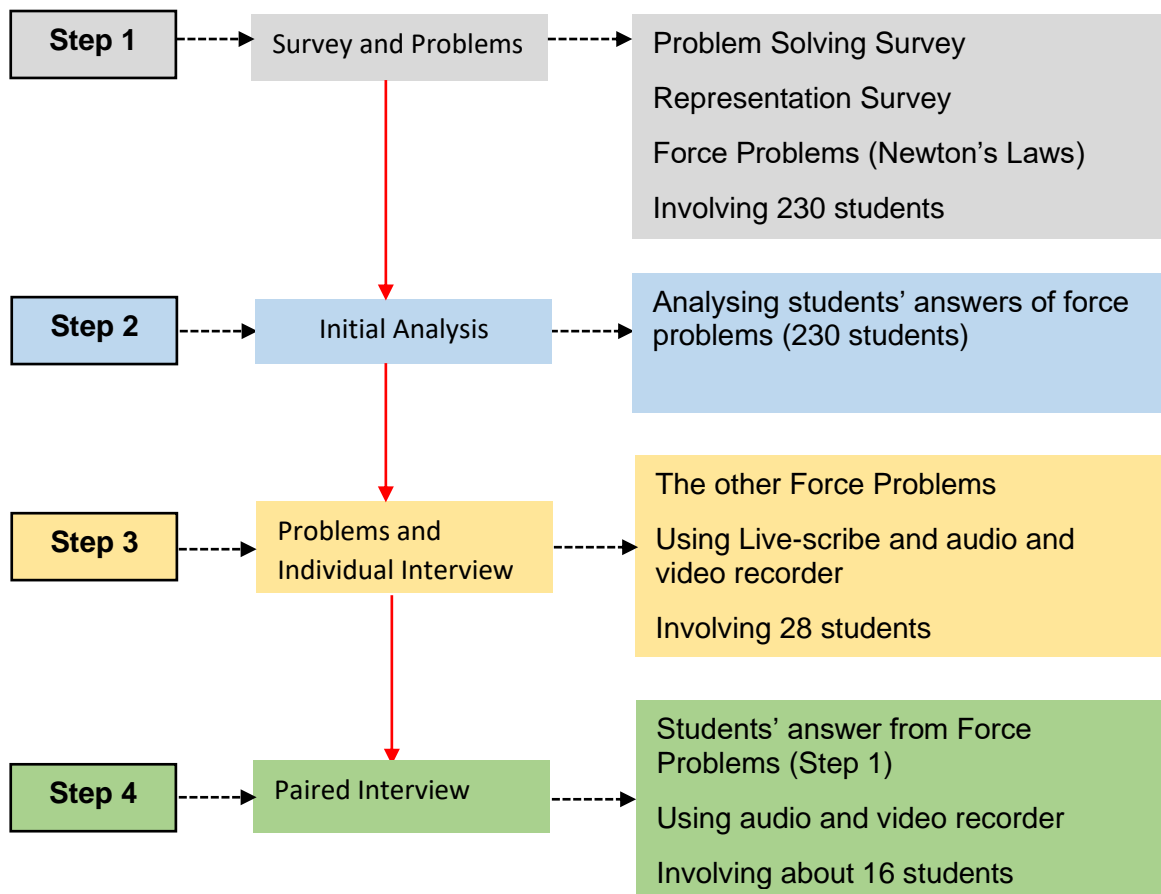 Step 1
Survey and Problems
Problem Solving Survey
Representation Survey
Force Problems (Newton’s Laws)
Involving 230 students
Step 2
Initial Analysis
Analysing students’ answers of force
problems (230 students)
Step 3
Problems and
Individual Interview
The other Force Problems
Using Live-scribe and audio and
video recorder
Involving 28 students
Step 4
Paired Interview
Students’ answer from Force
Problems (Step 1)
Using audio and video recorder
Involving about 16 students